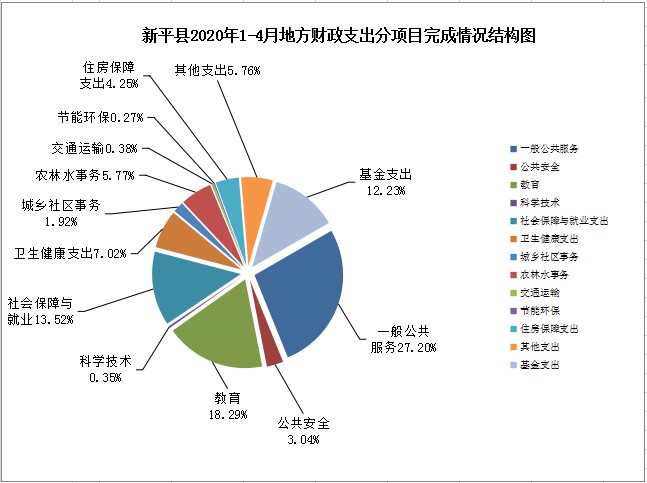 新平县2020年1-4月地方财政支出分项目完成情况结构图
住房保障
支出4.25%
其他支出5.76%
节能环保0.27%
交通运输0.38%
农林水事务5.77%
城乡社区事务
1.92%
卫生健康支出7.02%
社会保障与
就业13.52%
科学技术
0.35%
教育
18.29%
公共安全
3.04%
一般公共
服务27.20%
基金支出
12.23%
一般公共服务
公共安全
教育
科学技术
社会保障与就业支出
卫生健康支出
城乡社区事务
农林水事务
交通运输
节能环保
住房保障支出
其他支出
基金支出